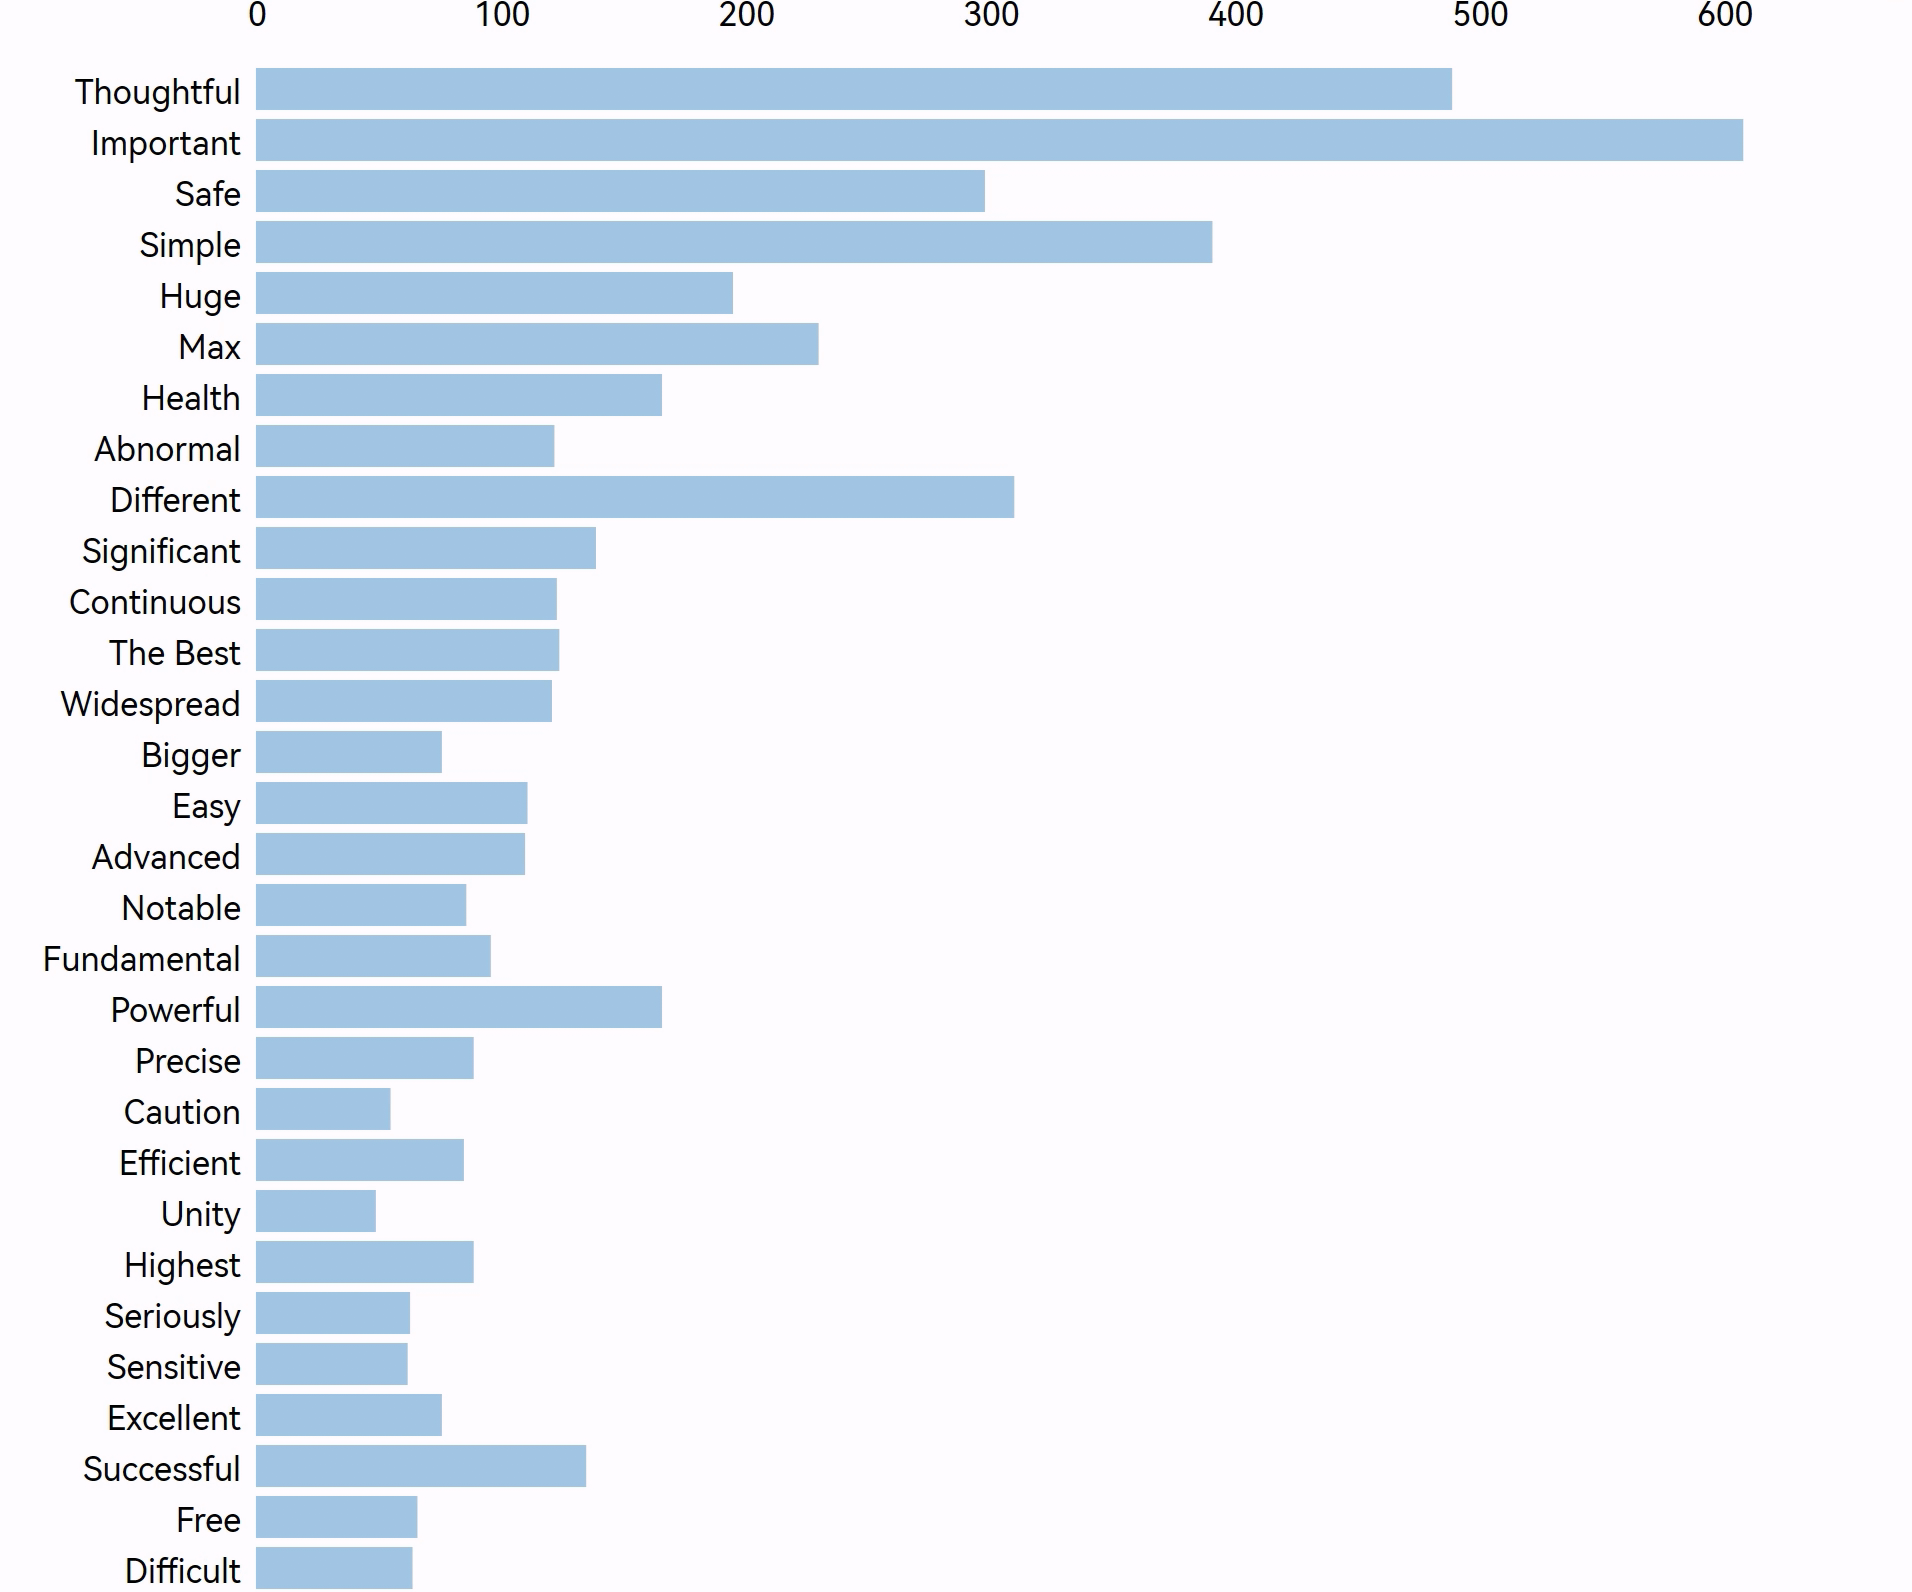 0 100 200 300 400 500 600
Thoughtful
Important
Safe
Simple
Huge
Max
Health
Abnormal
Different
Significant
Continuous
The Best
Widespread
Bigger
Easy
Advanced
Notable
Fundamental
Powerful
Precise
Caution
Efficient
Unity
Highest
Seriously
Sensitive
Excellent
Successful
Free
Difficult